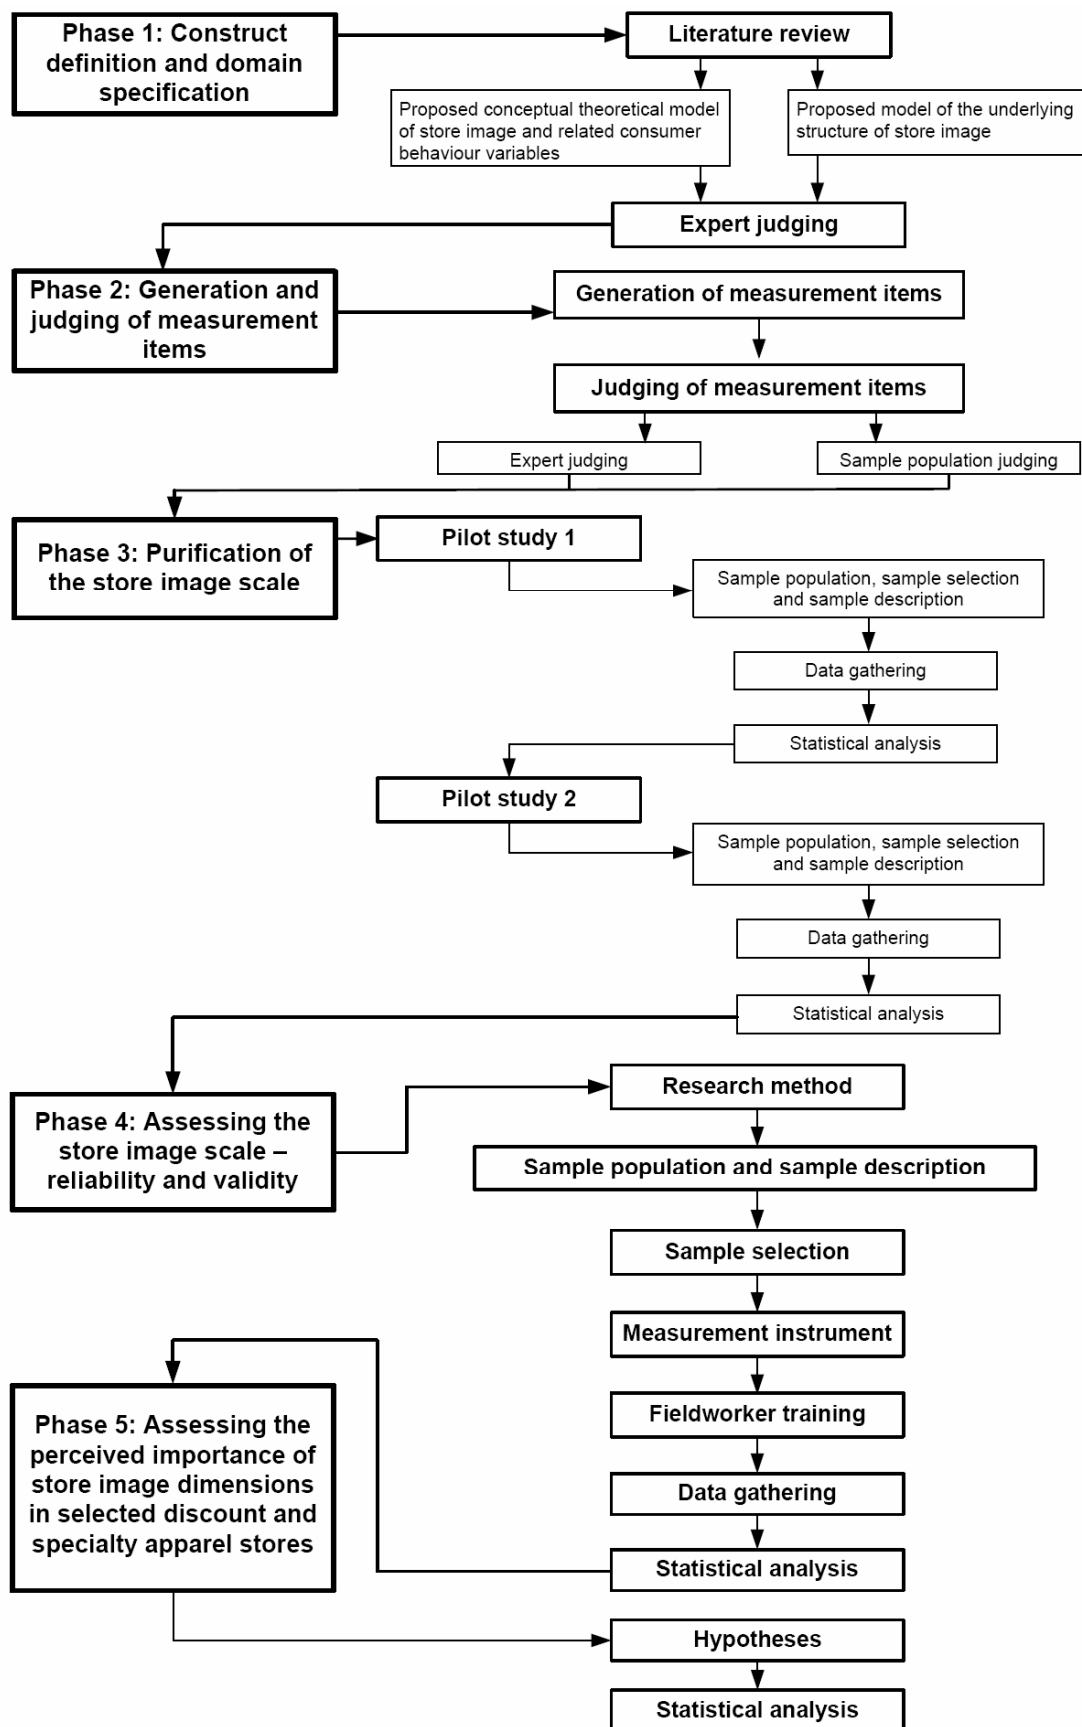 Phase 1: Construct
definition and domain
specification
Literature review
Proposed conceptual theoretical model
of store image and related consumer
behaviour variables
Proposed model of the underlying
structure of store image
Expert judging
Phase 2: Generation and
judging of measurement
items
Generation of measurement items
Judging of measurement items
Expert judging
Sample population judging
Phase 3: Purification of
the store image scale
Pilot study 1
Sample population, sample selection
and sample description
Data gathering
Statistical analysis
Pilot study 2
Sample population, sample selection
and sample description
Data gathering
Statistical analysis
Phase 4: Assessing the
store image scale –
reliability and validity
Research method
Sample population and sample description
Sample selection
Measurement instrument
Phase 5: Assessing the
perceived importance of
store image dimensions
in selected discount and
specialty apparel stores
Fieldworker training
Data gathering
Statistical analysis
Hypotheses
Statistical analysis